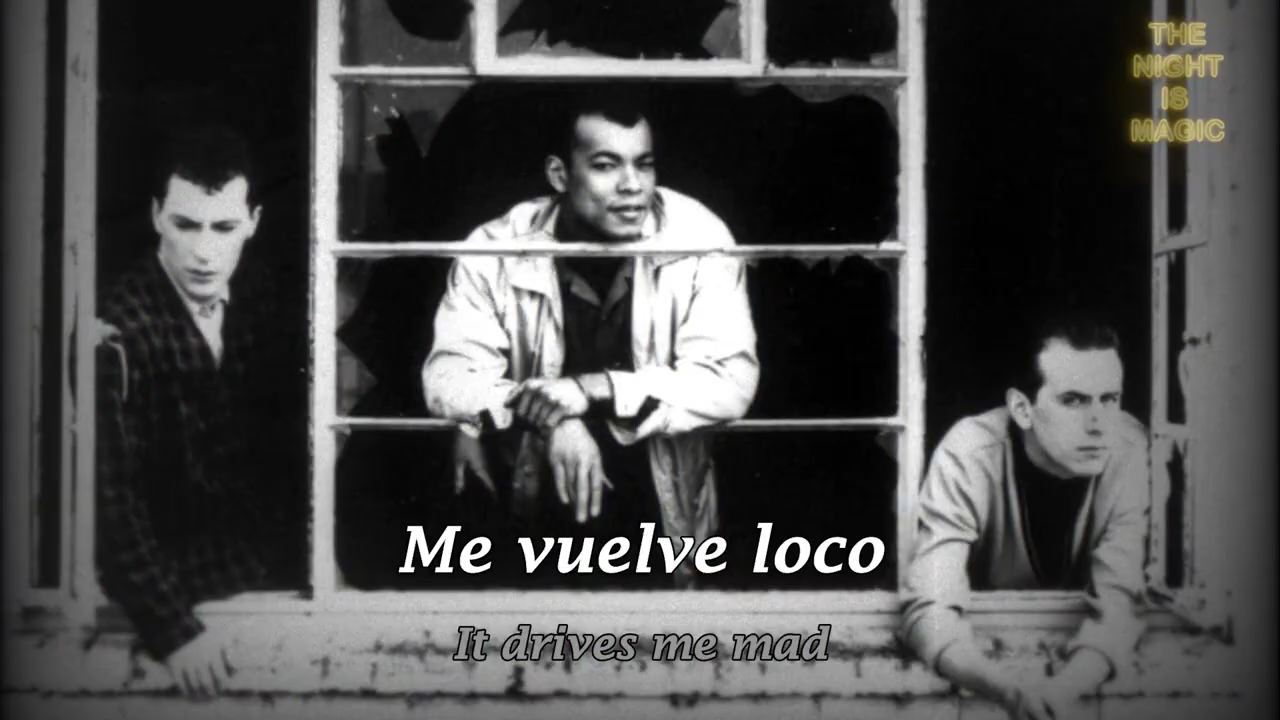 THE
NIGHT
IS
MAGIC
Me vuelve loco
It drives me mad